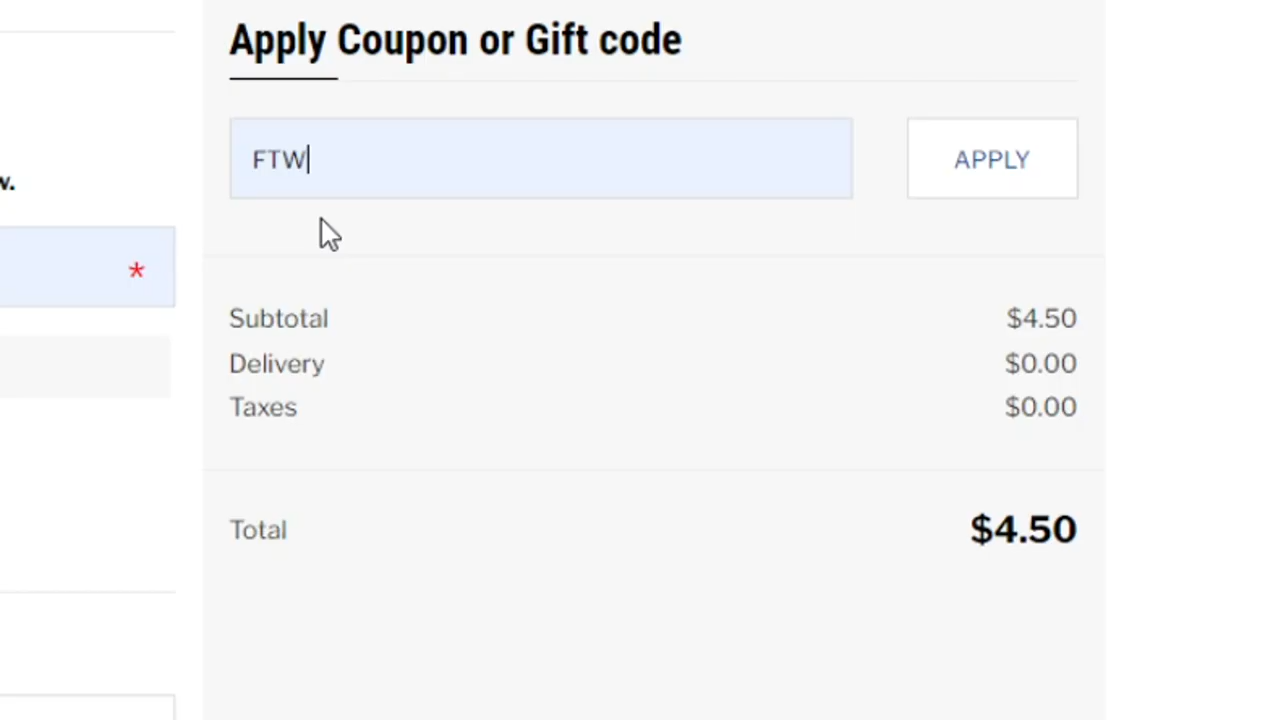 Apply Coupon or Gift code
FTW
APPLY
w.
*
Subtotal $4.50
Delivery $0.00
Taxes $0.00
Total $4.50